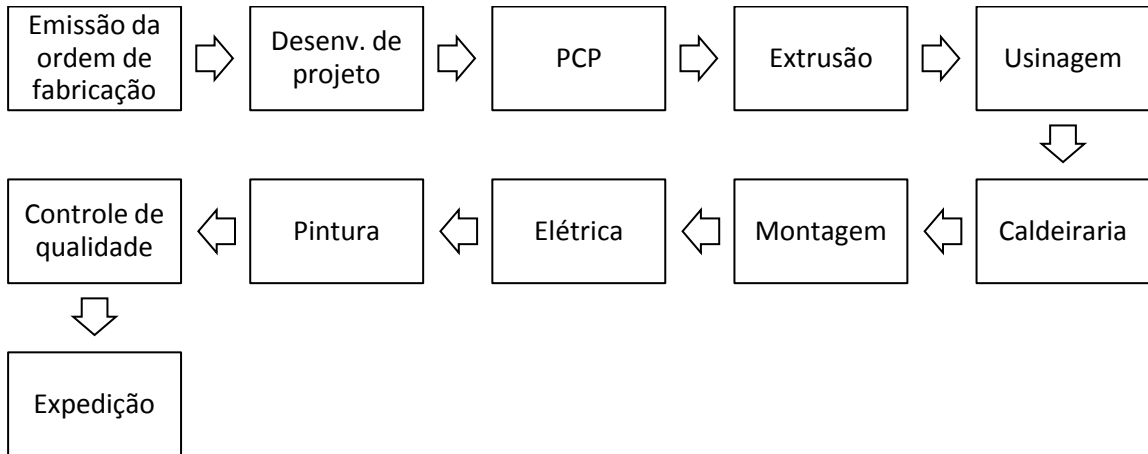 Emissão da
ordem de
fabricação
Desenv. de
projeto
PCP
Extrusão
Usinagem
Caldeiraria
Montagem
Elétrica
Pintura
Controle de
qualidade
Expedição